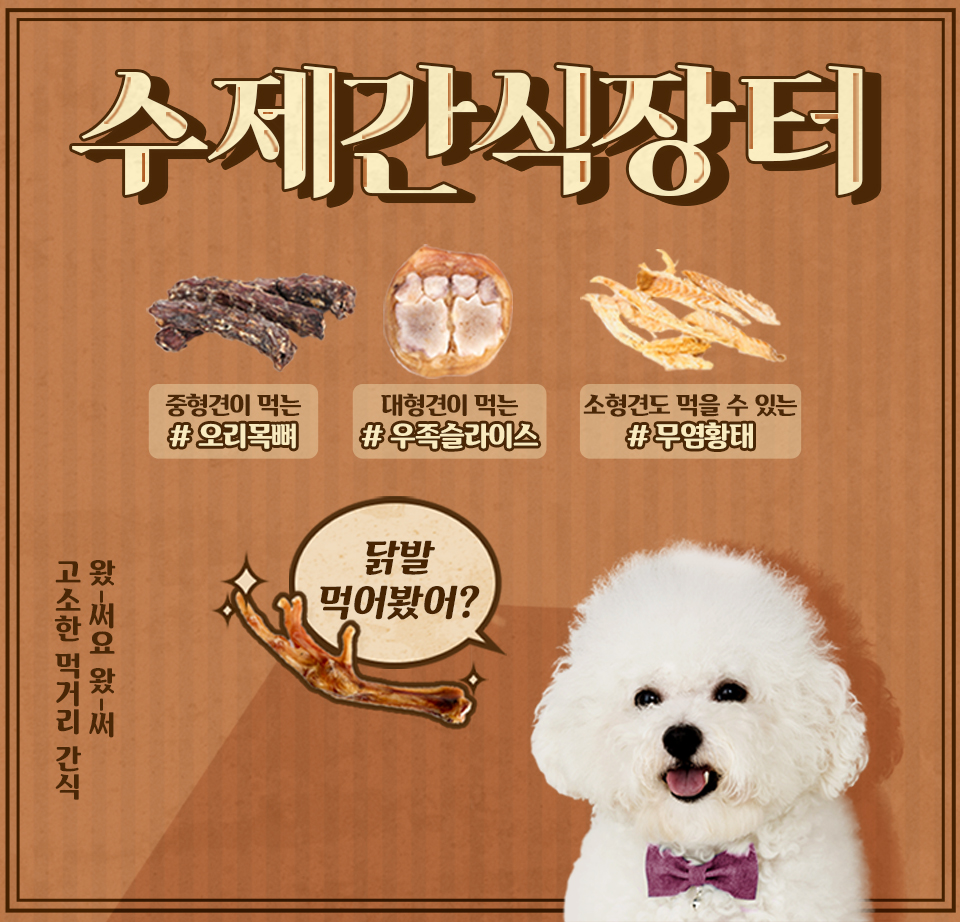 수제간식장터
중형견이 먹는
# 오리목뼈
대형견이 먹는
# 우족슬라이스
소형견도 먹을 수 있는
# 무염황태
닭발
먹어봤어?
왔-써요 왔-써
고소한 먹거리 간식